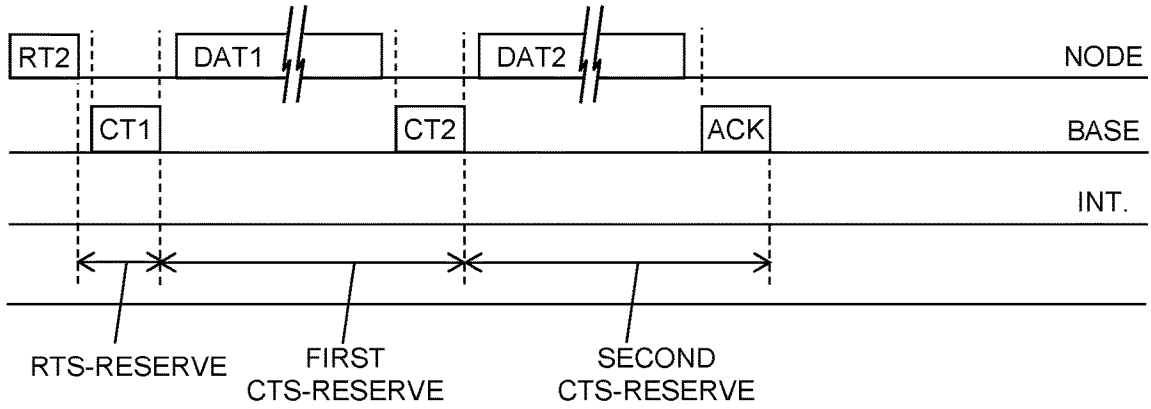 RT2
DAT1
DAT2
NODE
CT1
CT2
ACK
BASE
INT.
RTS-RESERVE
FIRST
CTS-RESERVE
SECOND
CTS-RESERVE